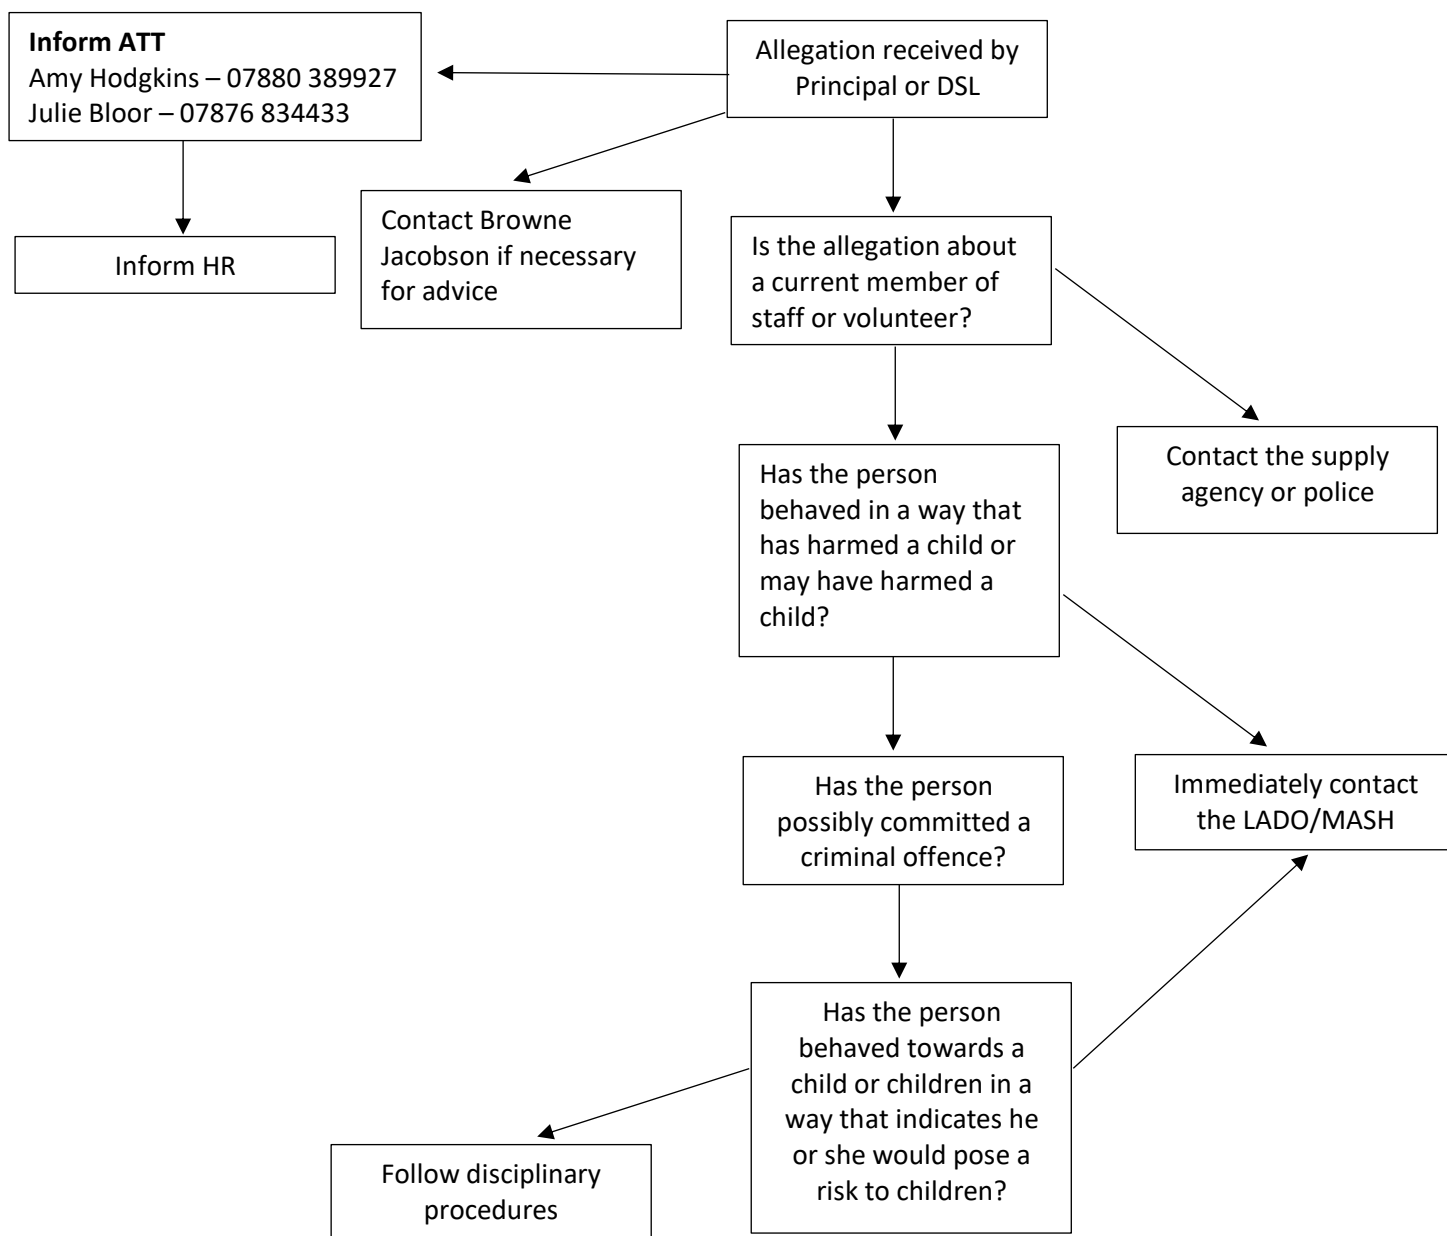 Inform ATT
Amy Hodgkins – 07880 389927
Julie Bloor – 07876 834433
Allegation received by
Principal or DSL
Inform HR
Contact Browne
Jacobson if necessary
for advice
Is the allegation about
a current member of
staff or volunteer?
Contact the supply
agency or police
Has the person
behaved in a way that
has harmed a child or
may have harmed a
child?
Has the person
possibly committed a
criminal offence?
Immediately contact
the LADO/MASH
Has the person
behaved towards a
child or children in a
way that indicates he
or she would pose a
risk to children?
Follow disciplinary
procedures